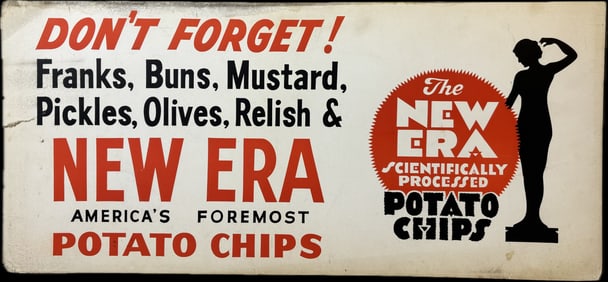 DON'T FORGET!
Franks, Buns, Mustard,
Pickles, Olives, Relish &
NEW ERA
AMERICA'S FOREMOST
POTATO CHIPS
The
NEW
ERA
SCIENTIFICALLY
PROCESSED
POTATO
CHIPS